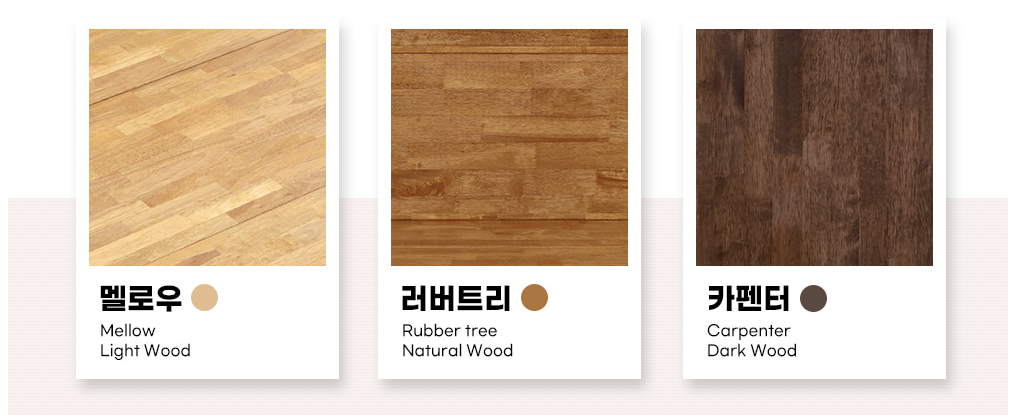 멜로우
Mellow
Light Wood
러버트리
Rubber tree
Natural Wood
카펜터
Carpenter
Dark Wood